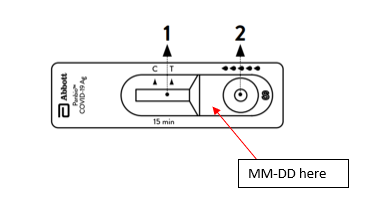 1 2
C T
Abbott
Panbio™
COVID-19 Ag
15 min
MM-DD here